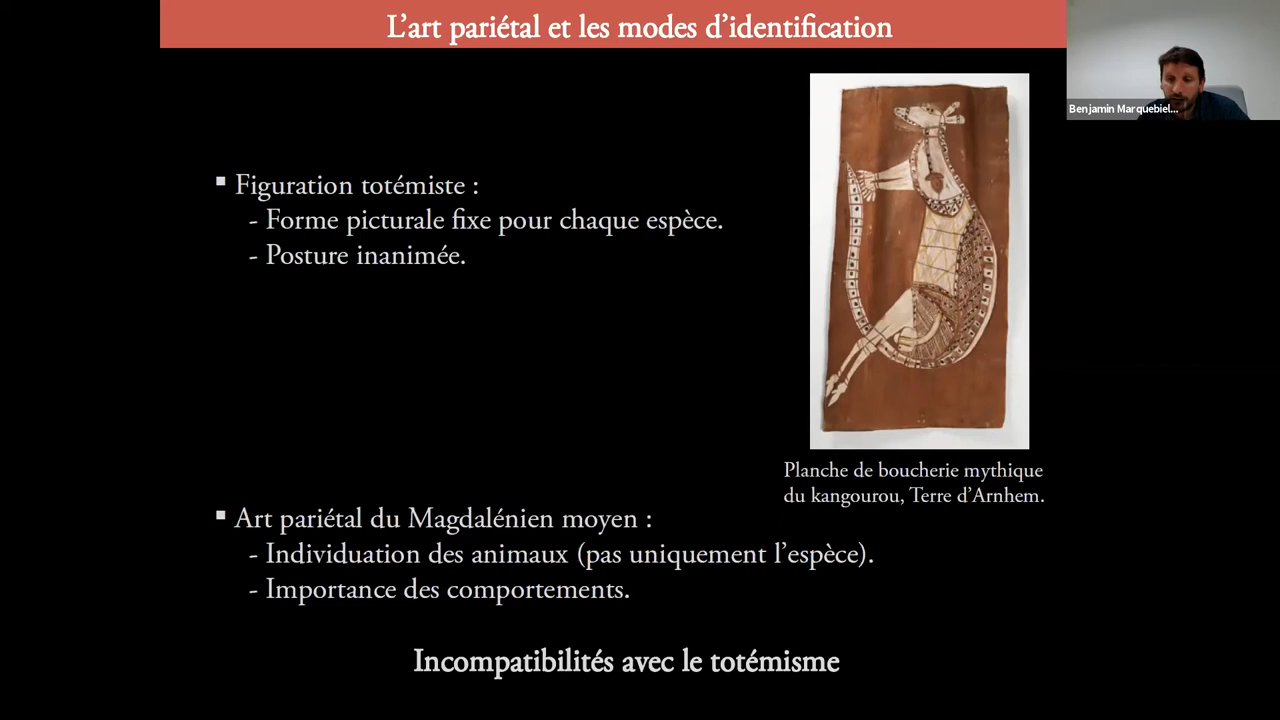 L’art pariétal et les modes d’identification
Benjamin Marquebiel...
▪ Figuration totémiste :
- Forme picturale fixe pour chaque espèce.
- Posture inanimée.
Planche de boucherie mythique
du kangourou, Terre d’Arnhem.
▪ Art pariétal du Magdalénien moyen :
- Individuation des animaux (pas uniquement l’espèce).
- Importance des comportements.
Incompatibilités avec le totémisme